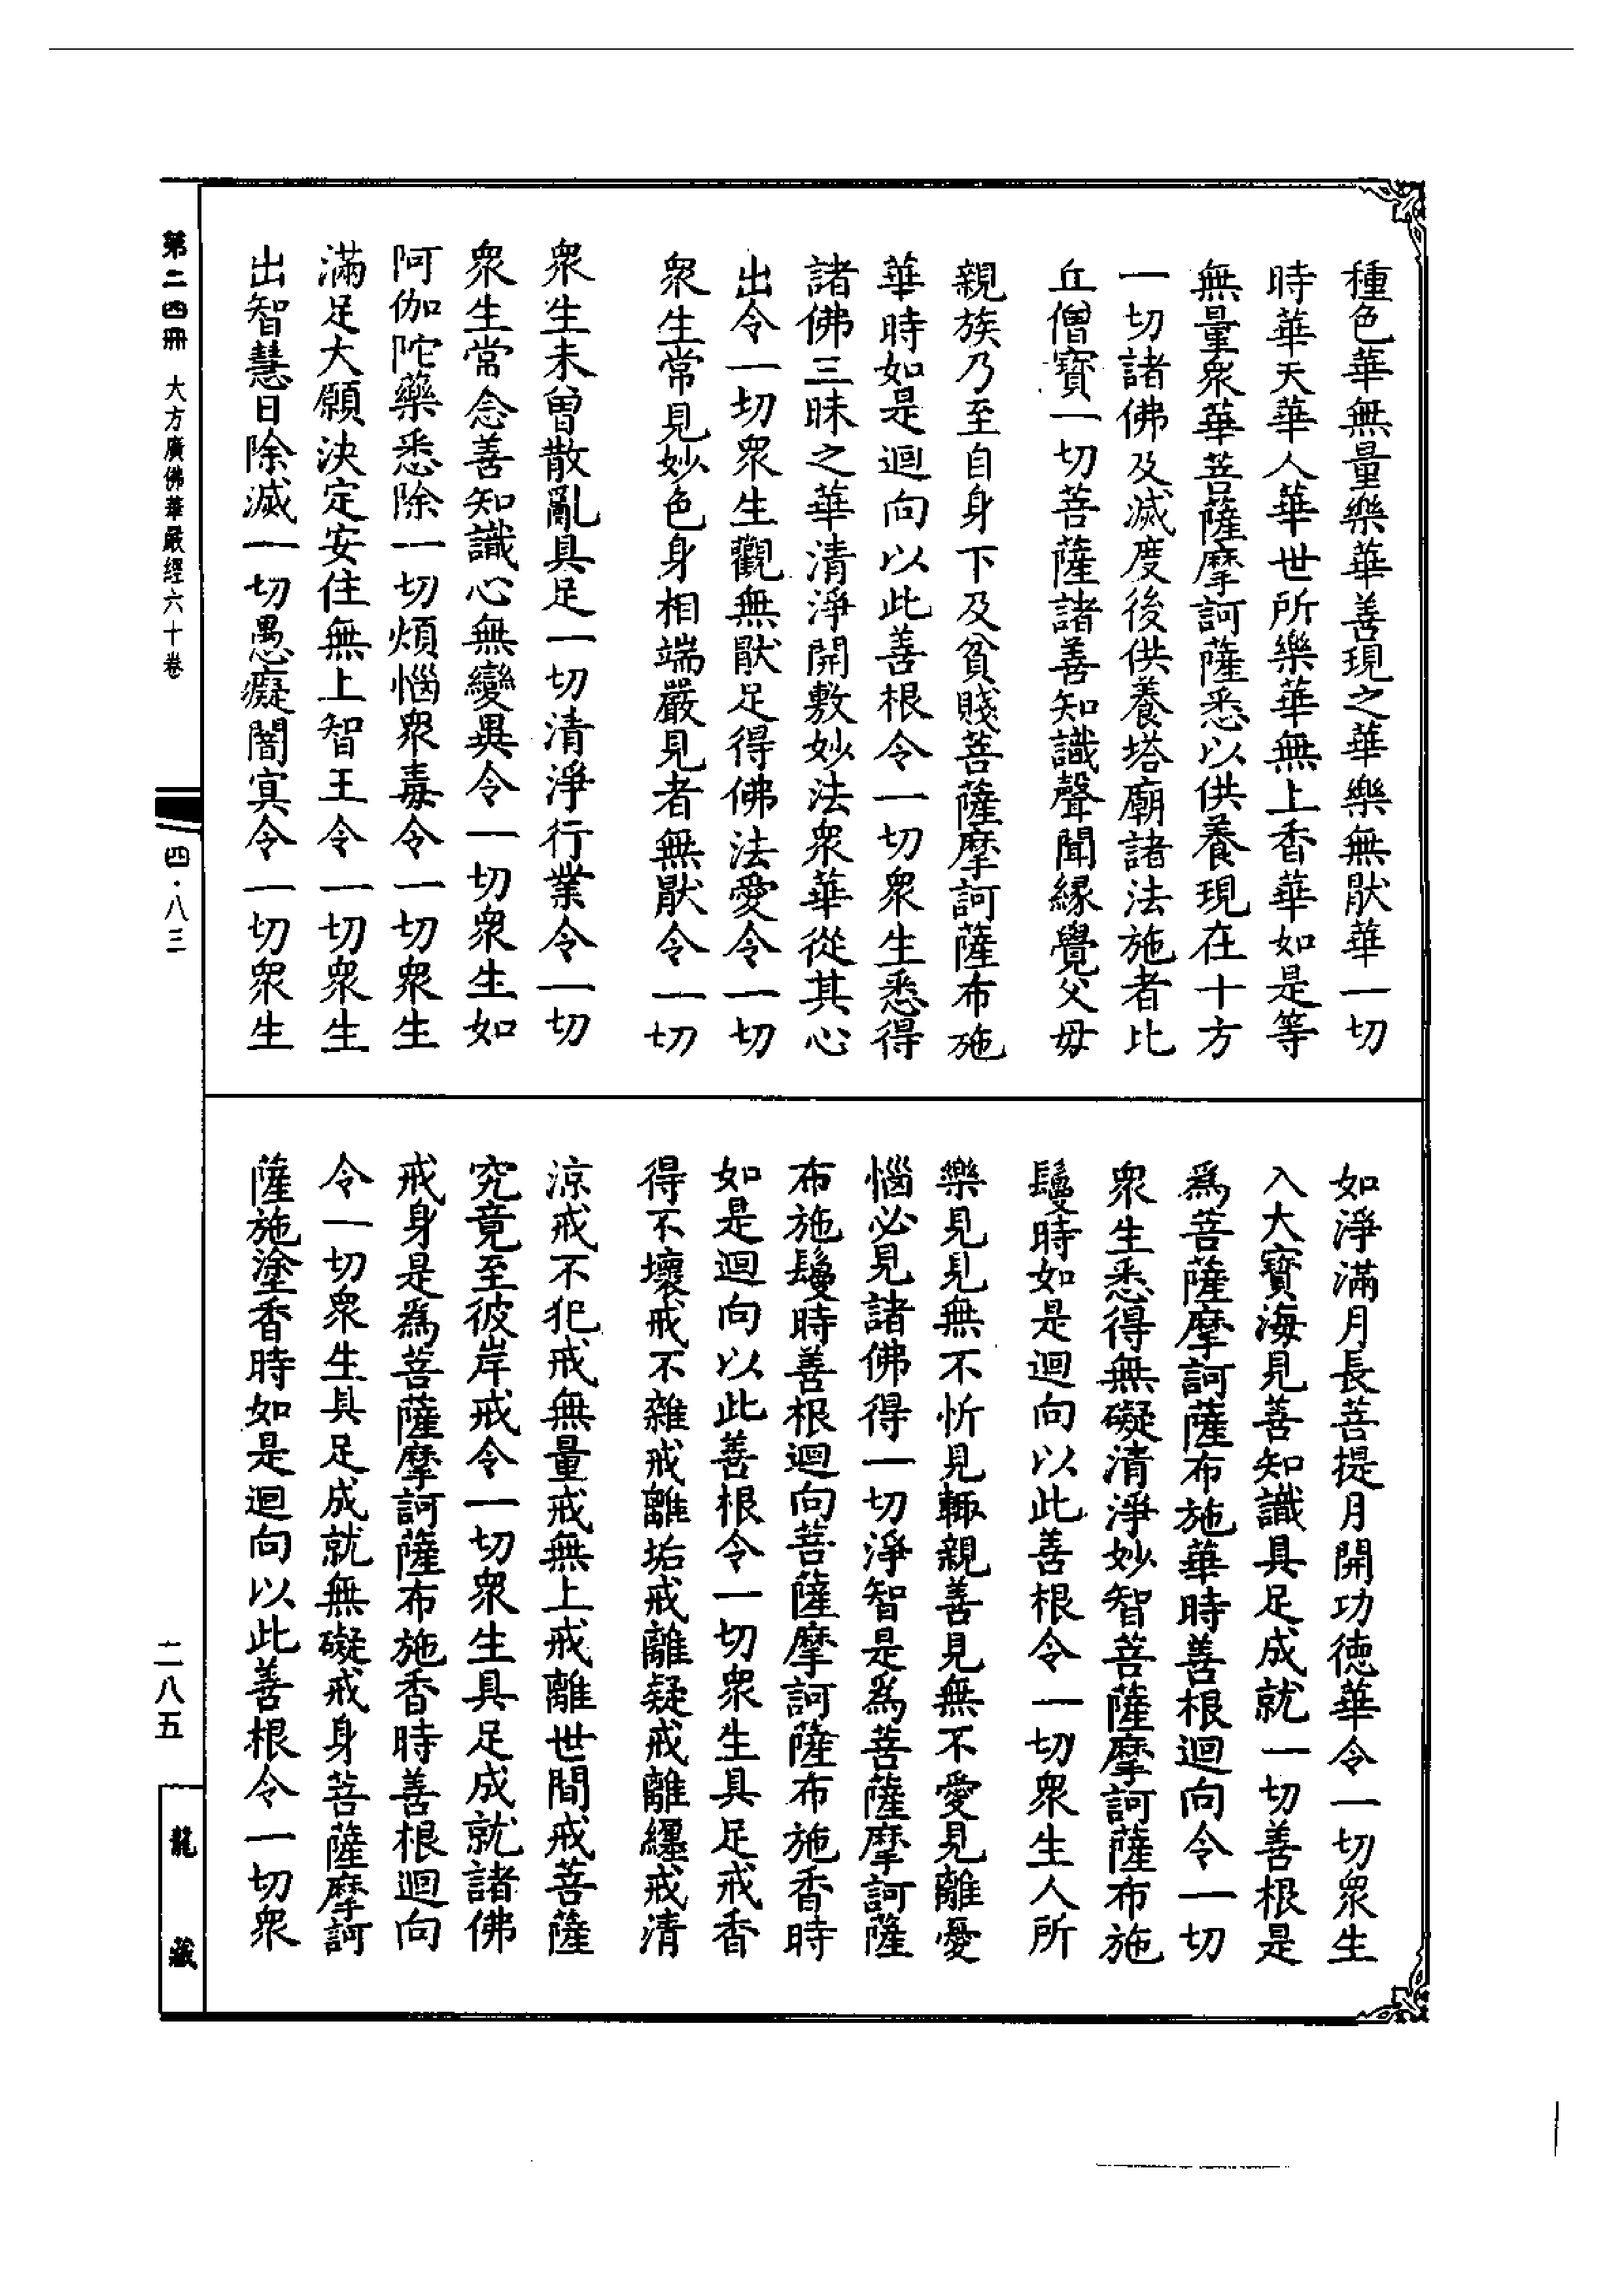 種色華無量樂華善現之華樂無猒華一切
時華天華人華世所樂華無上香華如是等
無量衆華菩薩摩訶薩悉以供養現在十方
一切諸佛及滅度後供養塔廟諸法施者比
丘僧寶一切菩薩諸善知識聲聞緣覺父母
親族乃至自身下及貧賤菩薩摩訶薩布施
華時如是迴向以此善根令一切衆生悉得
諸佛三昧之華清淨開敷妙法衆華從其心
出令一切衆生觀無猒足得佛法愛令一切
衆生常見妙色身相端嚴見者無猒令一切
衆生未曾散亂具足一切清淨行業令一切
衆生常念善知識心無變異令一切衆生如
阿伽陀藥悉除一切煩惱衆毒令一切衆生
滿足大願決定安住無上智王令一切衆生
出智慧日除滅一切愚癡闇冥令一切衆生
如淨滿月長菩提月開功德華令一切衆生
入大寶海見善知識具足成就一切善根是
爲菩薩摩訶薩布施華時善根迴向令一切
衆生悉得無礙清淨妙智菩薩摩訶薩布施
鬘時如是迴向以此善根令一切衆生人所
樂見見無不忻見輙親善見無不愛見離憂
惱必見諸佛得一切淨智是爲菩薩摩訶薩
布施鬘時善根迴向菩薩摩訶薩布施香時
如是迴向以此善根令一切衆生具足戒香
得不壞戒不雜戒離垢戒離疑戒離纏戒清
涼戒不犯戒無量戒無上戒離世間戒菩薩
究竟至彼岸戒令一切衆生具足成就諸佛
戒身是爲菩薩摩訶薩布施香時善根迴向
令一切衆生具足成就無礙戒身菩薩摩訶
薩施塗香時如是迴向以此善根令一切衆
第二四冊 大方廣佛華嚴經六十卷
四·八三
二八五
龍藏